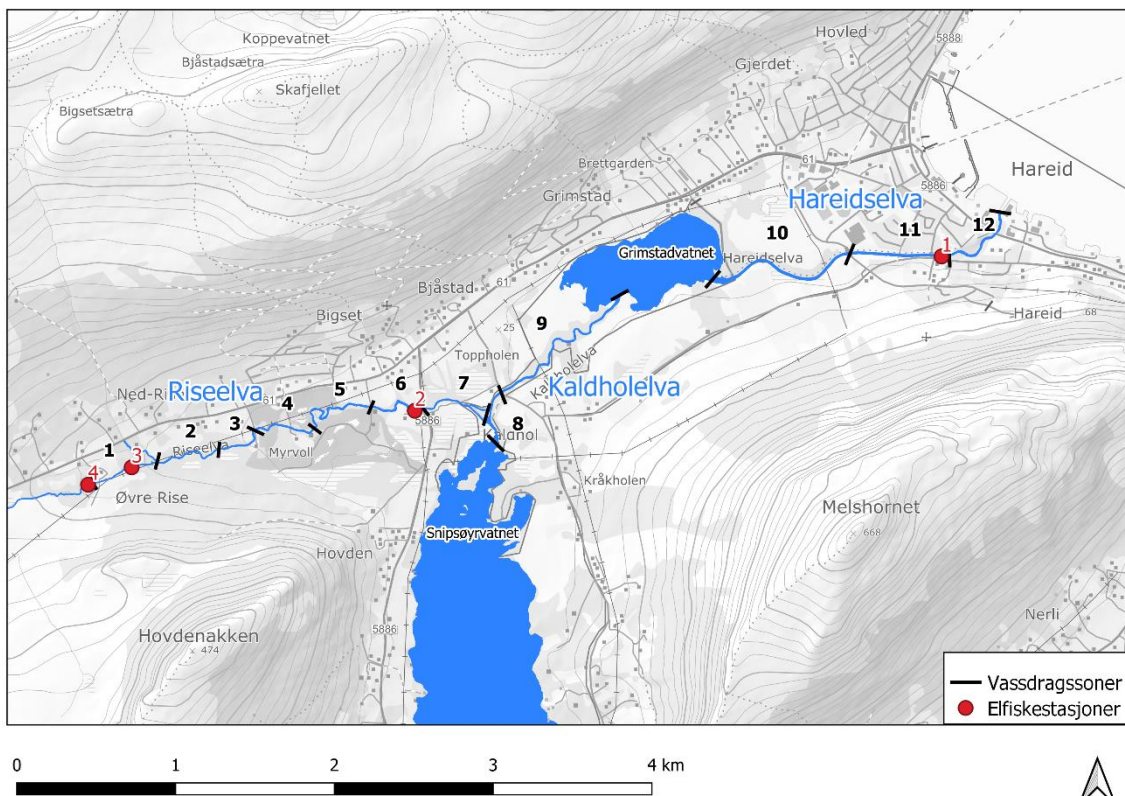 Koppevatnet
Bjåstadsætra
Skafjellet
Bigsetsætra
Hovled
5888
Gjerdet
61
Brettgarden
Hareid
5886
Grimstad
Hareidselva
12
11
10
1
Grimstadvatnet
Hareidselva
Bjåstad
61
Hareid
68
Bigset
25
9
Toppholen
Kaldholelva
Kaldholelva
Ned-Ri
Riseelva
61
5
6
7
4
2
5886
8
2
3
Riseelva
Myrvoll
1
3
4
Øvre Rise
Kråkholen
Melshornet
668
Snipsøyrvatnet
Hovden
Hovdenakken
474
5886
Nerli
Vassdragssoner
Elfiskestasjoner
0 1 2 3 4 km